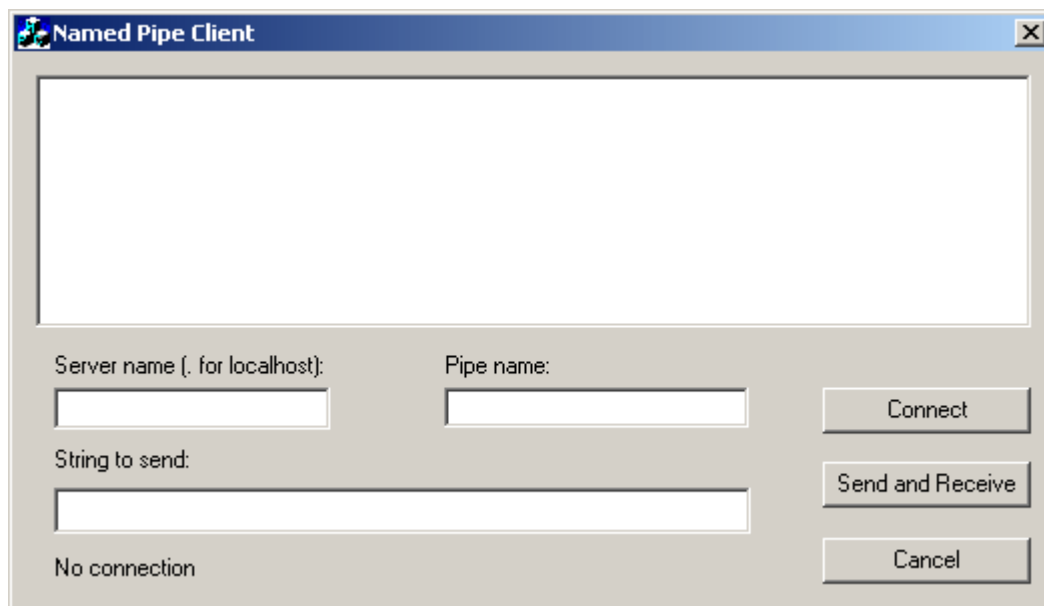 Named Pipe Client
Server name (. for localhost):
Pipe name:
Connect
String to send:
Send and Receive
No connection
Cancel